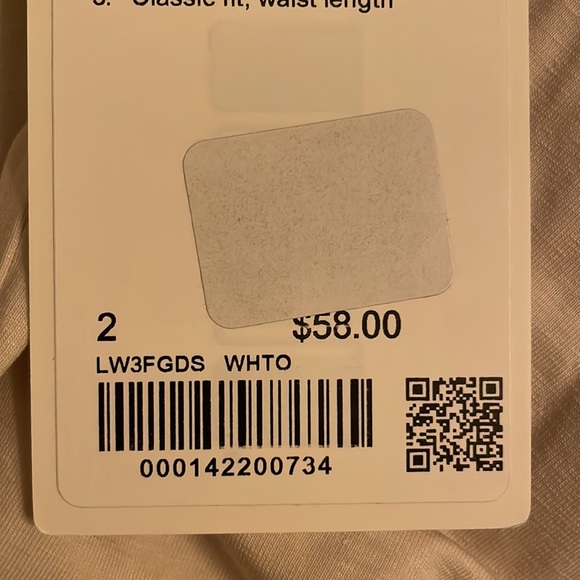 Classic fit, waist length
2 $58.00
LW3FGDS WHTO
000142200734